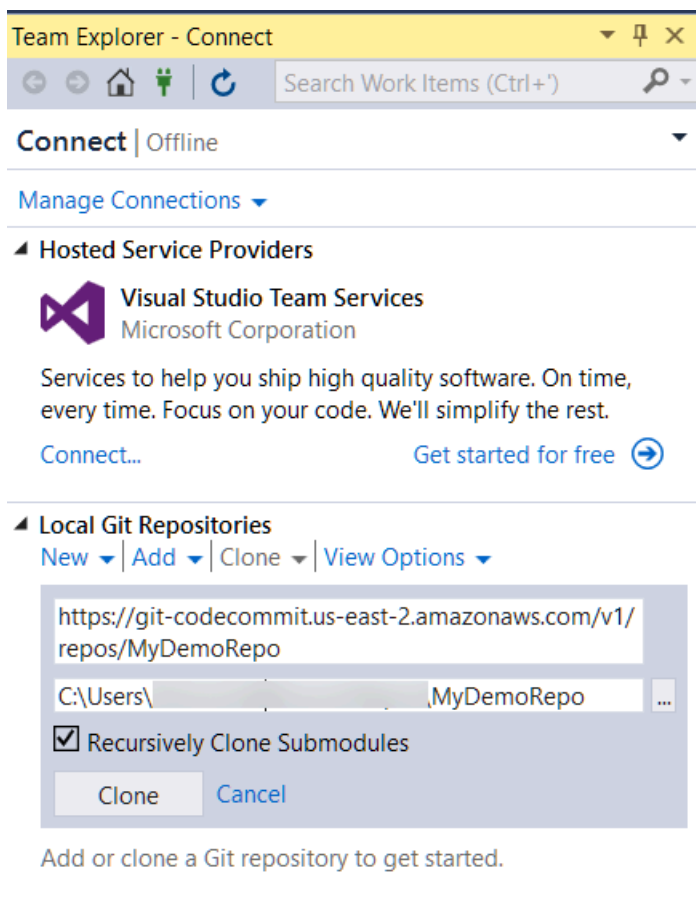 Team Explorer - Connect
Search Work Items (Ctrl+')
Connect | Offline
Manage Connections
Hosted Service Providers
Visual Studio Team Services
Microsoft Corporation
Services to help you ship high quality software. On time,
every time. Focus on your code. We'll simplify the rest.
Connect... Get started for free
Local Git Repositories
New | Add | Clone | View Options
https://git-codecommit.us-east-2.amazonaws.com/v1/
repos/MyDemoRepo
C:\Users\ \MyDemoRepo ...
Recursively Clone Submodules
Clone Cancel
Add or clone a Git repository to get started.